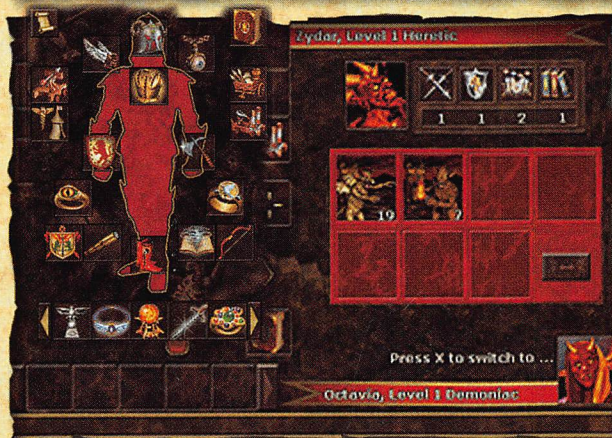 Zydar, Level 1 Heretic
1 1 2 1
19 7
Press X to switch to ...
Octavia, Level 1 Demoniac